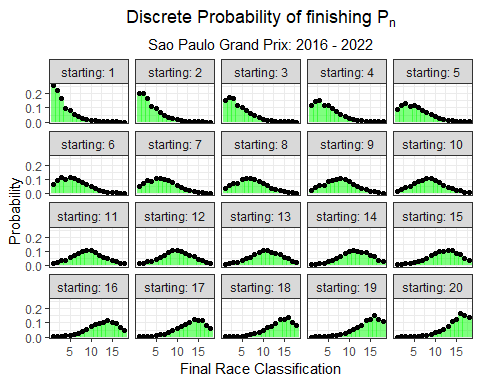 Discrete Probability of finishing Pn
Sao Paulo Grand Prix: 2016 - 2022
starting: 1 starting: 2 starting: 3 starting: 4 starting: 5
0.2
0.1
0.0
starting: 6 starting: 7 starting: 8 starting: 9 starting: 10
0.2
0.1
0.0
starting: 11 starting: 12 starting: 13 starting: 14 starting: 15
0.2
0.1
0.0
starting: 16 starting: 17 starting: 18 starting: 19 starting: 20
0.2
0.1
0.0
5 10 15 5 10 15 5 10 15 5 10 15 5 10 15
Probability
Final Race Classification